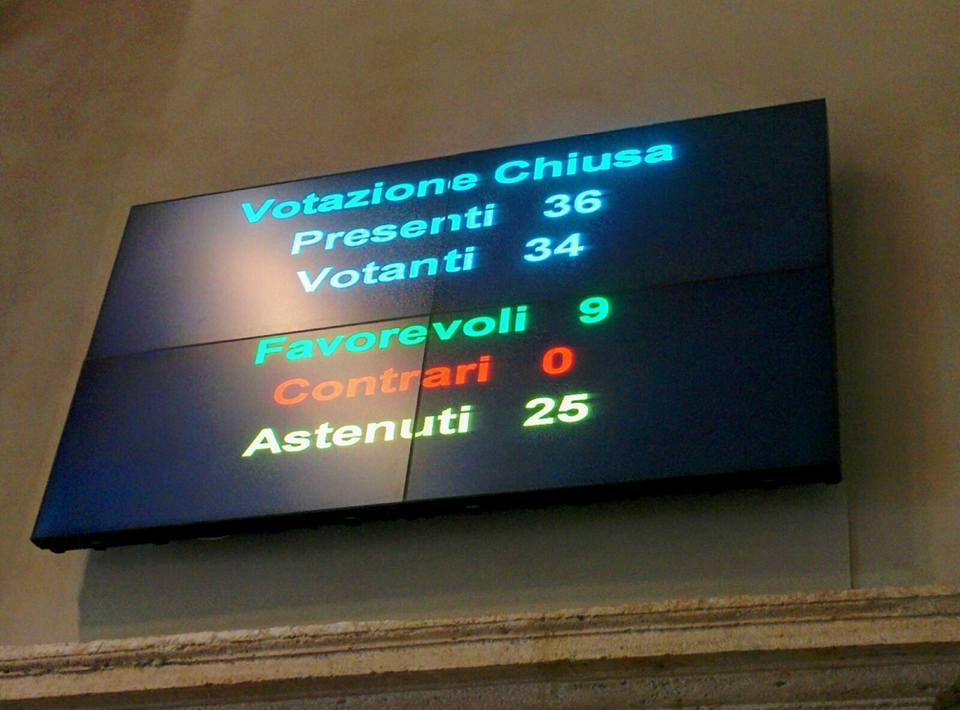 Votazione Chiusa
Presenti 36
Votanti 34
Favorevoli 9
Contrari 0
Astenuti 25